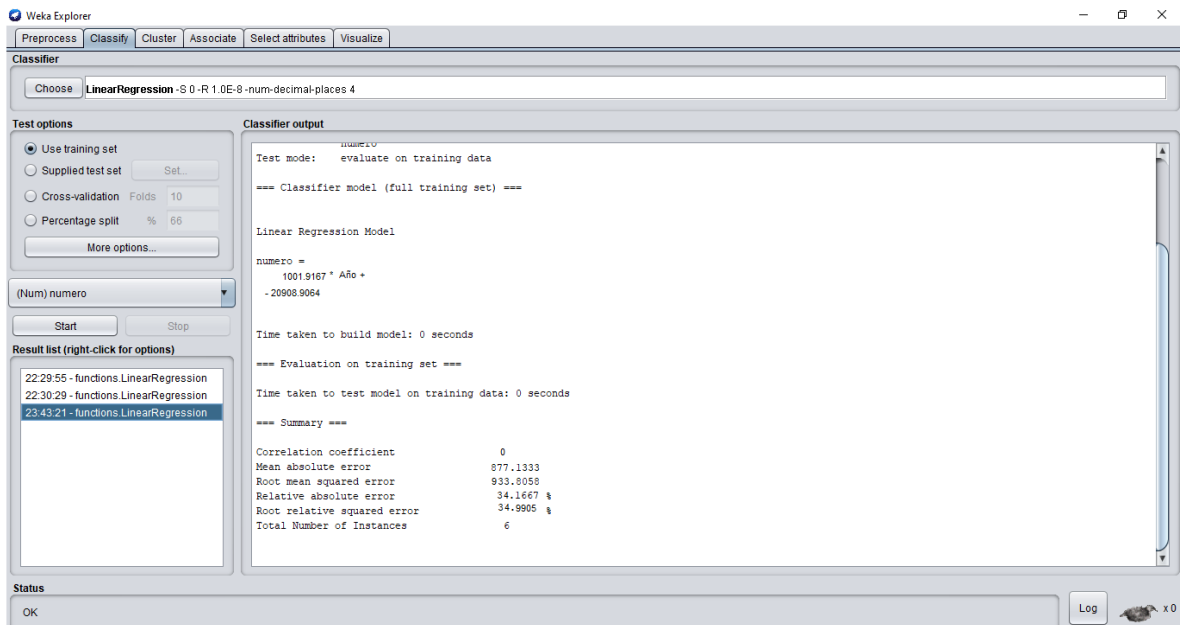 Weka Explorer
Preprocess Classify Cluster Associate Select attributes Visualize
Classifier
Choose LinearRegression -S 0 -R 1.0E-8 -num-decimal-places 4
Test options
Use training set
Supplied test set Set...
Cross-validation Folds 10
Percentage split % 66
More options...
(Num) numero
Start Stop
Result list (right-click for options)
22:29:55 - functions.LinearRegression
22:30:29 - functions.LinearRegression
23:43:21 - functions.LinearRegression
Classifier output
numero
Test mode: evaluate on training data
=== Classifier model (full training set) ===
Linear Regression Model
numero =
1001.9167 * Año +
- 20908.9064
Time taken to build model: 0 seconds
=== Evaluation on training set ===
Time taken to test model on training data: 0 seconds
=== Summary ===
Correlation coefficient 0
Mean absolute error 877.1333
Root mean squared error 933.8058
Relative absolute error 34.1667 %
Root relative squared error 34.9905 %
Total Number of Instances 6
Status
OK
Log x 0